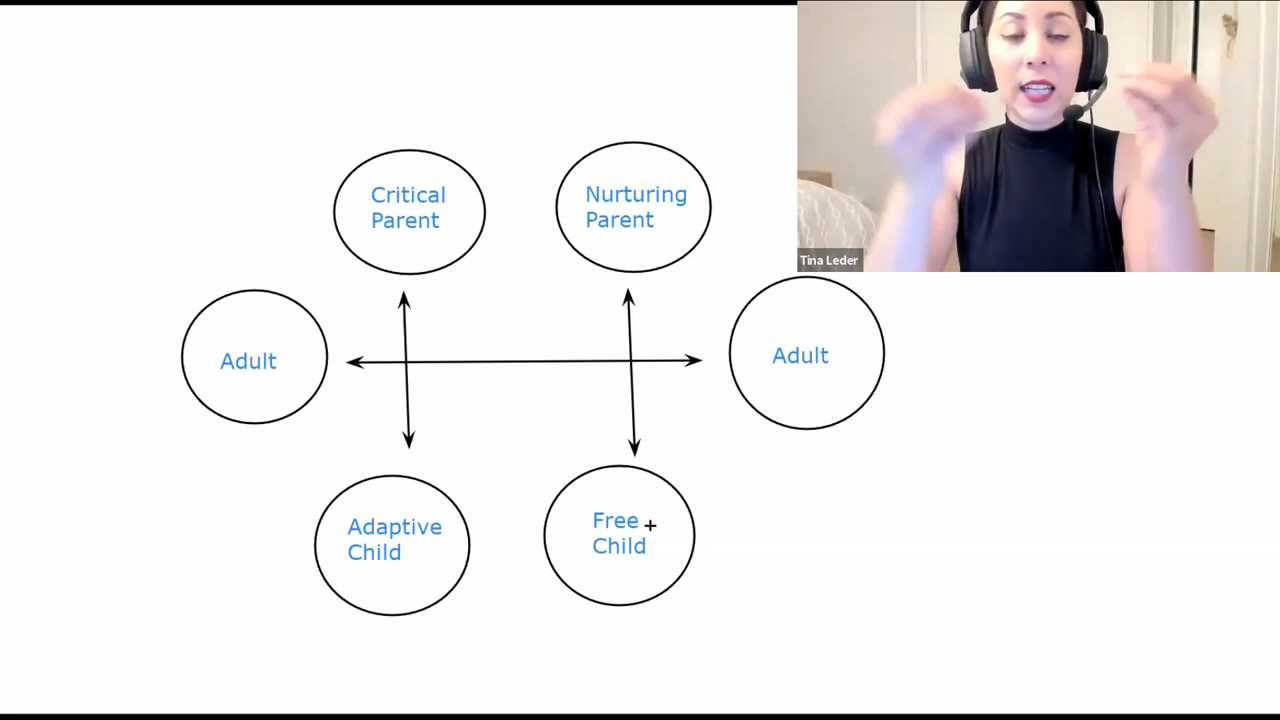 Critical
Parent
Nurturing
Parent
Tina Leder
Adult
Adult
Adaptive
Child
Free
Child